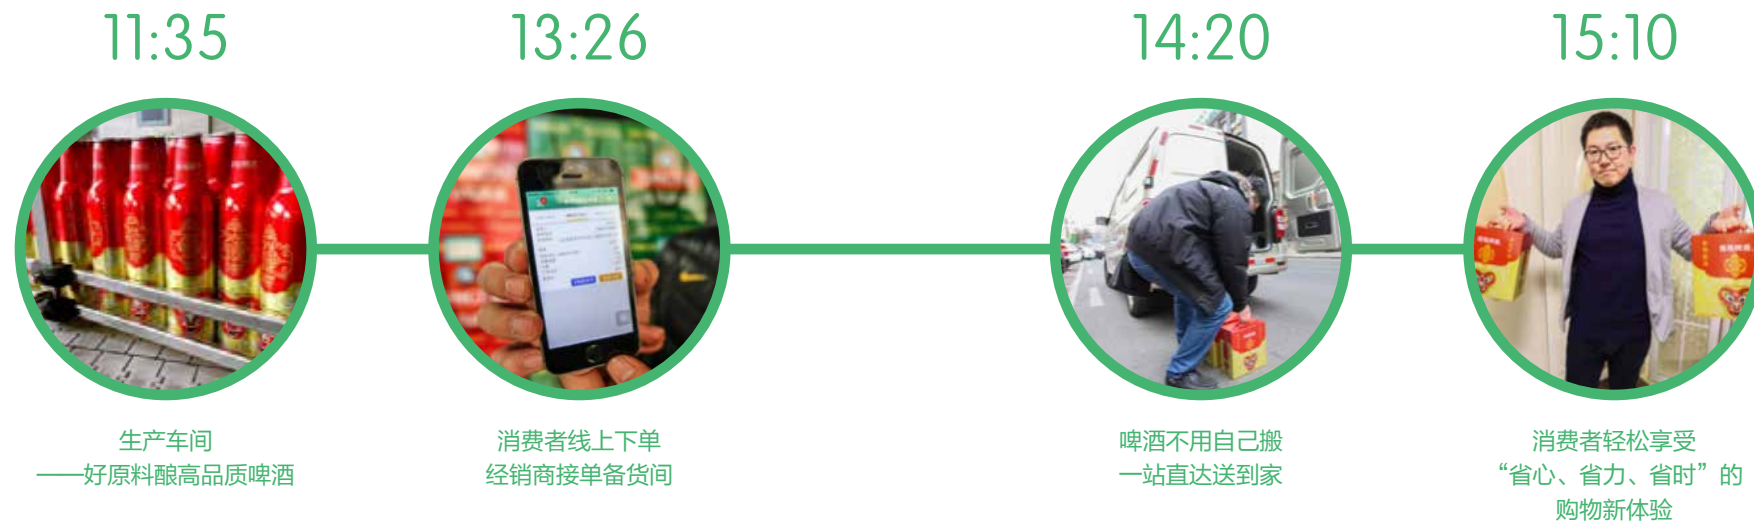 11:35
13:26
14:20
15:10
生产车间
——好原料酿高品质啤酒
消费者线上下单
经销商接单备货间
啤酒不用自己搬
一站直达送到家
消费者轻松享受
“省心、省力、省时”的
购物新体验